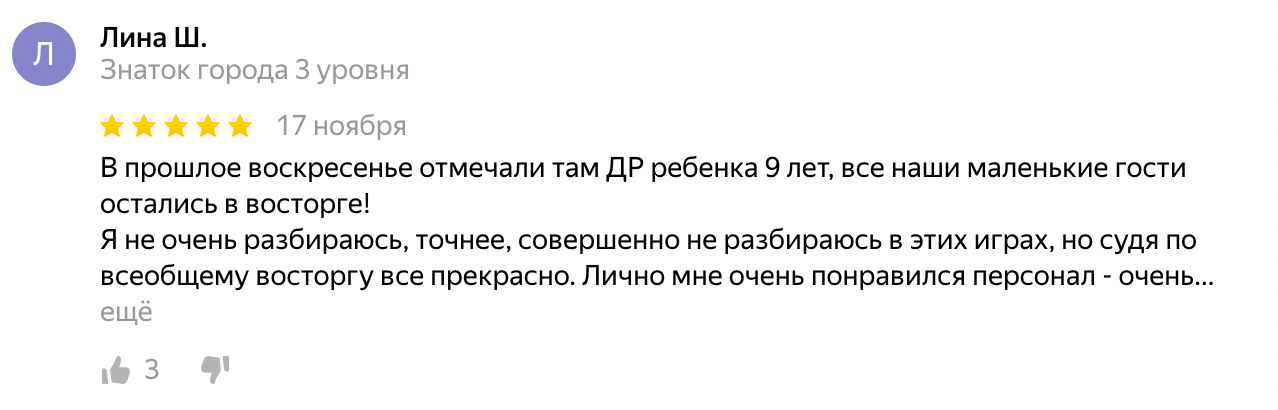 Л
Лина Ш.
Знаток города 3 уровня
17 ноября
В прошлое воскресенье отмечали там ДР ребенка 9 лет, все наши маленькие гости
остались в восторге!
Я не очень разбираюсь, точнее, совершенно не разбираюсь в этих играх, но судя по
всеобщему восторгу все прекрасно. Лично мне очень понравился персонал - очень...
ещё
3